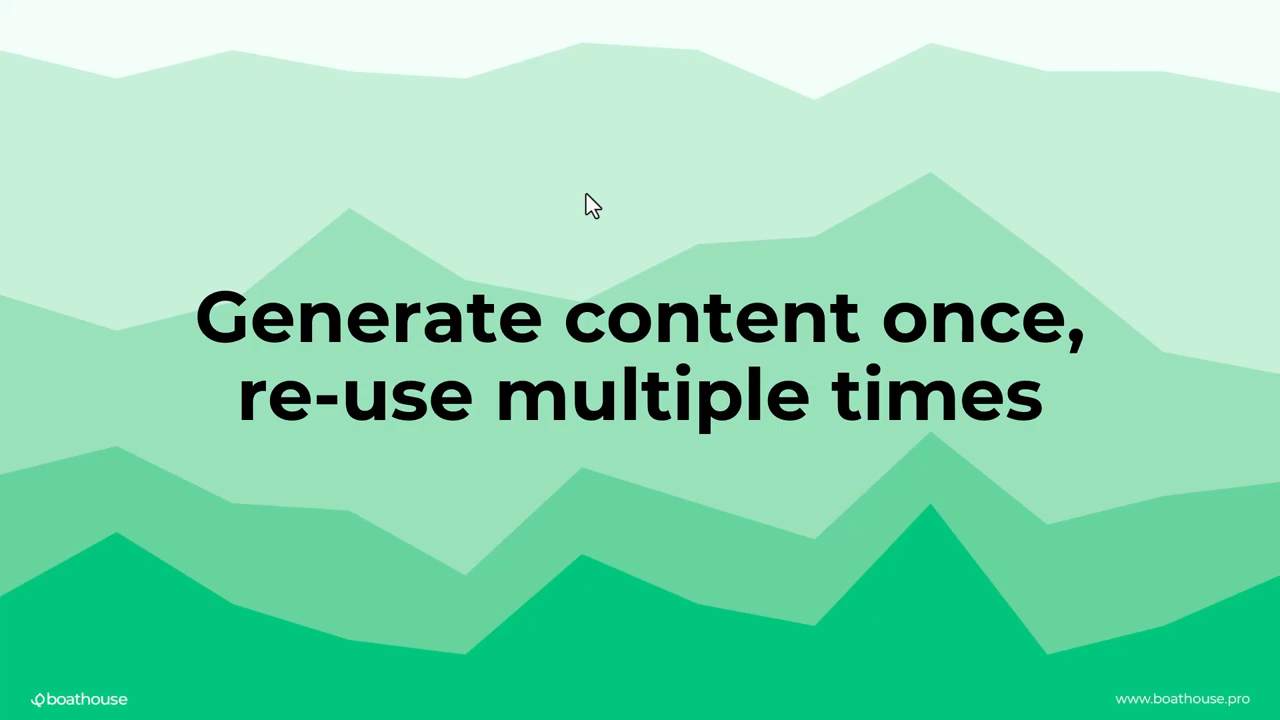 Generate content once,
re-use multiple times
boathouse
www.boathouse.pro